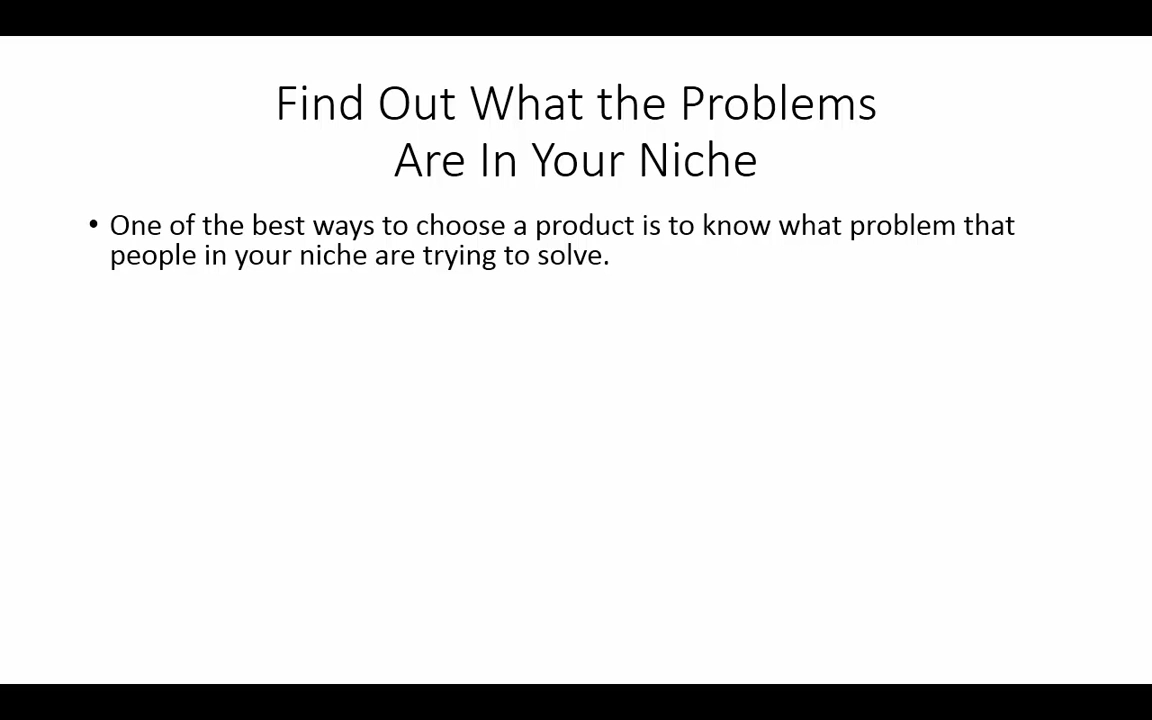 Find Out What the Problems
Are In Your Niche
• One of the best ways to choose a product is to know what problem that
people in your niche are trying to solve.